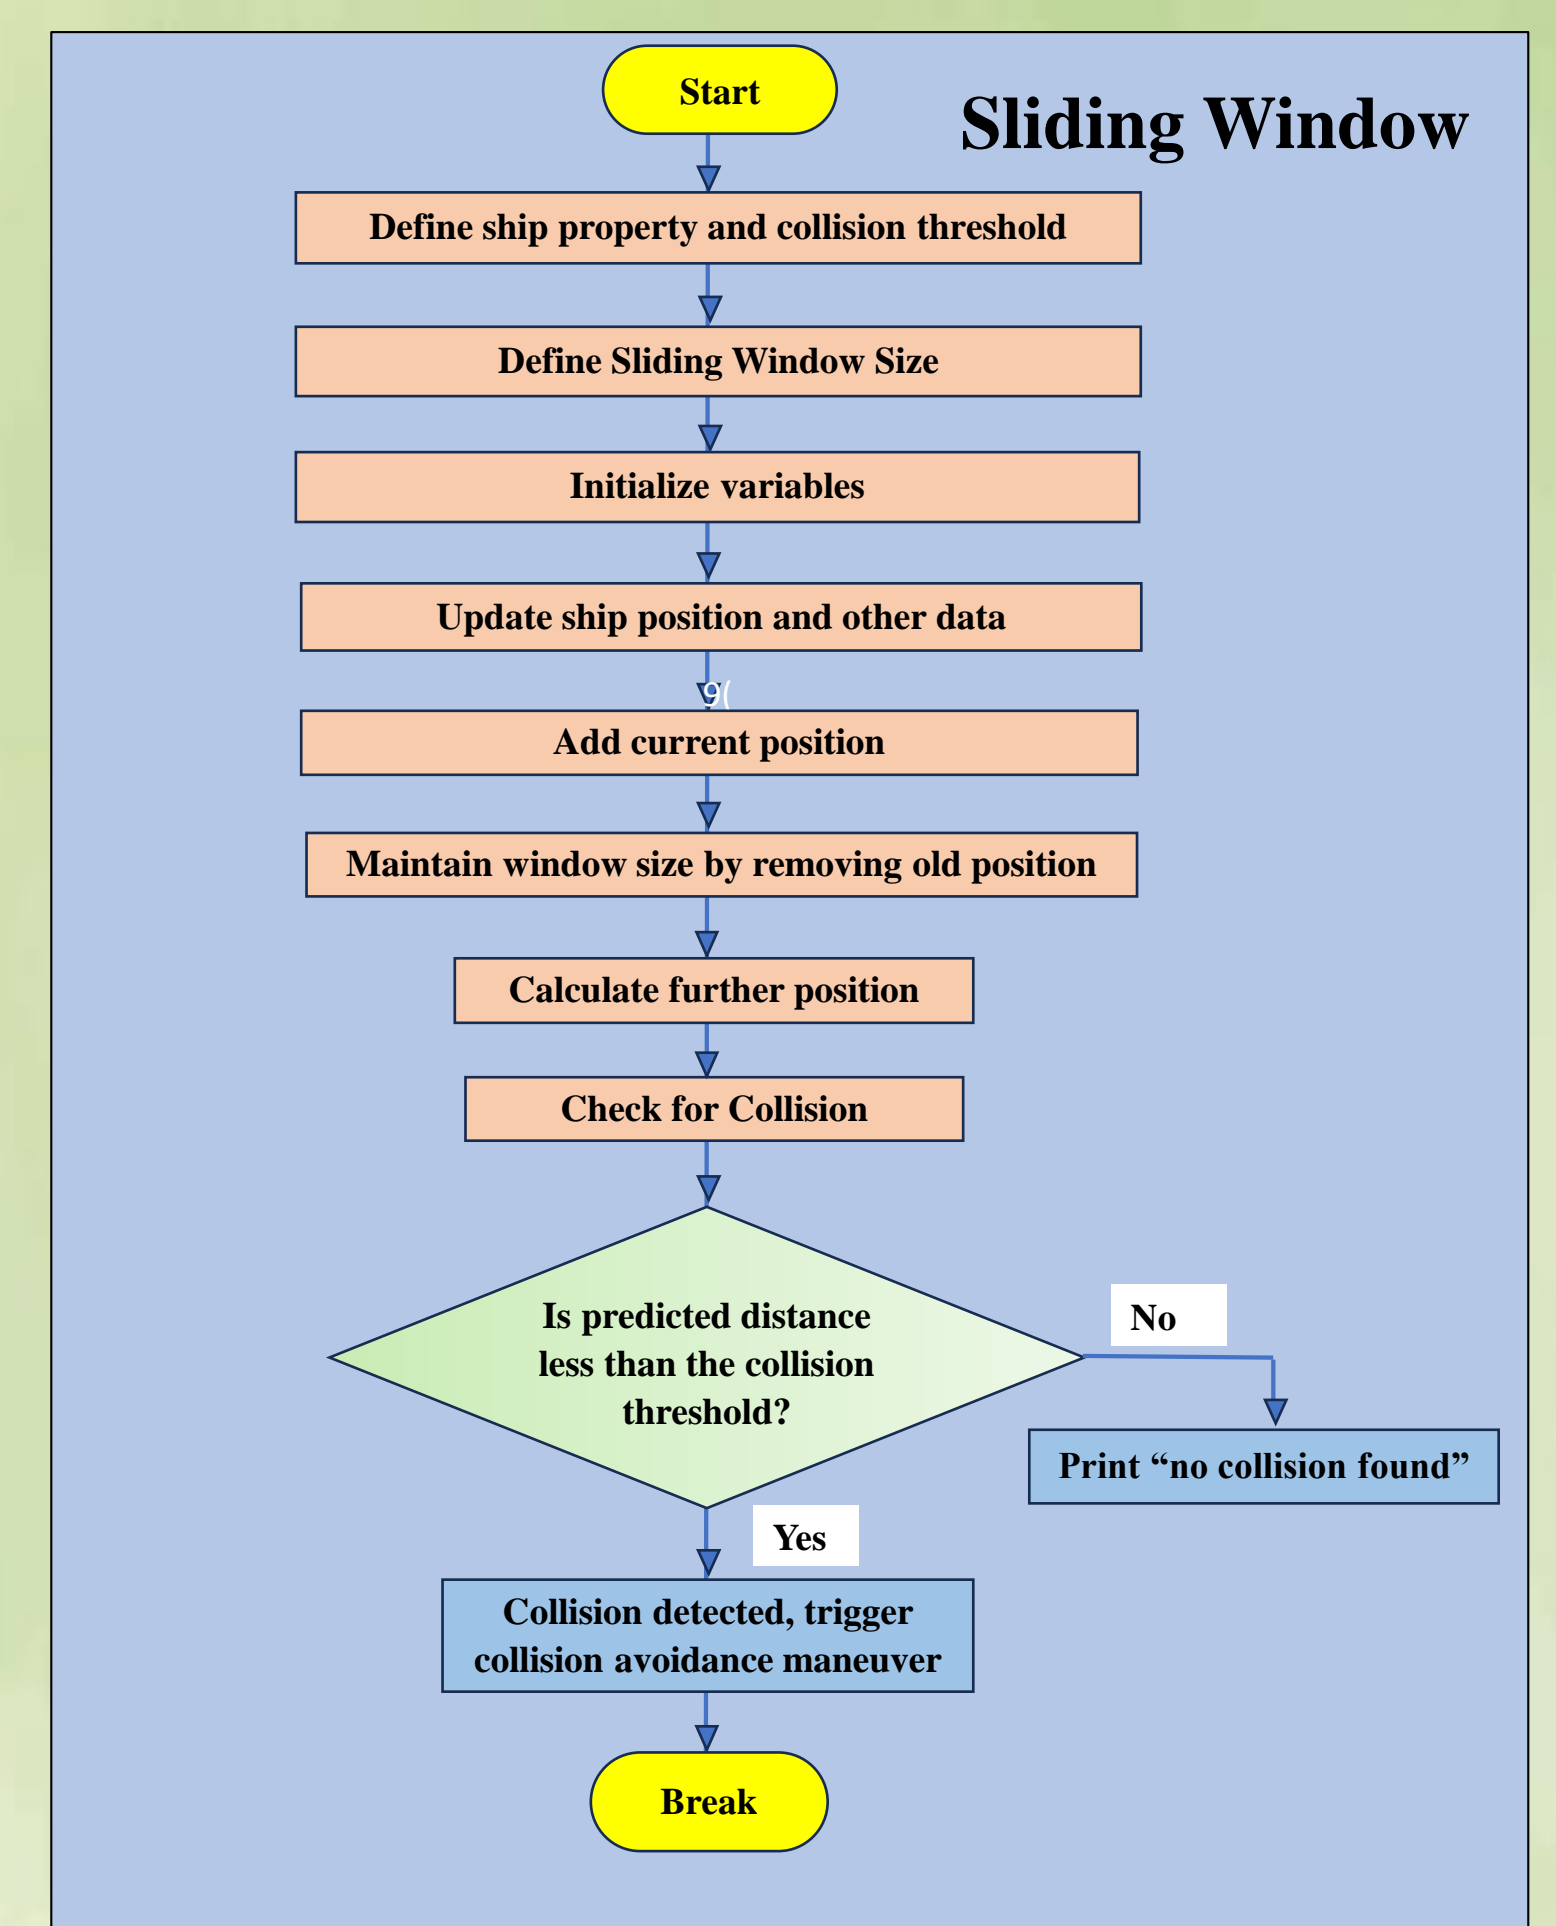 Start
Sliding Window
Define ship property and collision threshold
Define Sliding Window Size
Initialize variables
Update ship position and other data
9(
Add current position
Maintain window size by removing old position
Calculate further position
Check for Collision
Is predicted distance
less than the collision
threshold?
No
Print “no collision found”
Yes
Collision detected, trigger
collision avoidance maneuver
Break